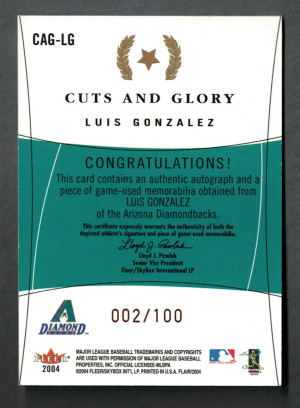 CAG-LG
CUTS AND GLORY
LUIS GONZALEZ
CONGRATULATIONS!
This card contains an authentic autograph and a
piece of game-used memorabilia obtained from
LUIS GONZALEZ
of the Arizona Diamondbacks.
This certificate expressly warrants the authenticity of both the
depicted athlete's signature and piece of game-used memorabilia.
Lloyd J. Pawlak
Lloyd J. Pawlak
Senior Vice President
Fleer/SkyBox International LP
002/100
A
DIAMOND
FLEER
2004
MAJOR LEAGUE BASEBALL TRADEMARKS AND COPYRIGHTS
ARE USED WITH PERMISSION OF MAJOR LEAGUE BASEBALL
PROPERTIES, INC. OFFICIAL LICENSEE-MLBPA
©2004 FLEER/SKYBOX INT'L LP, PRINTED IN U.S.A. FLAIR/2004